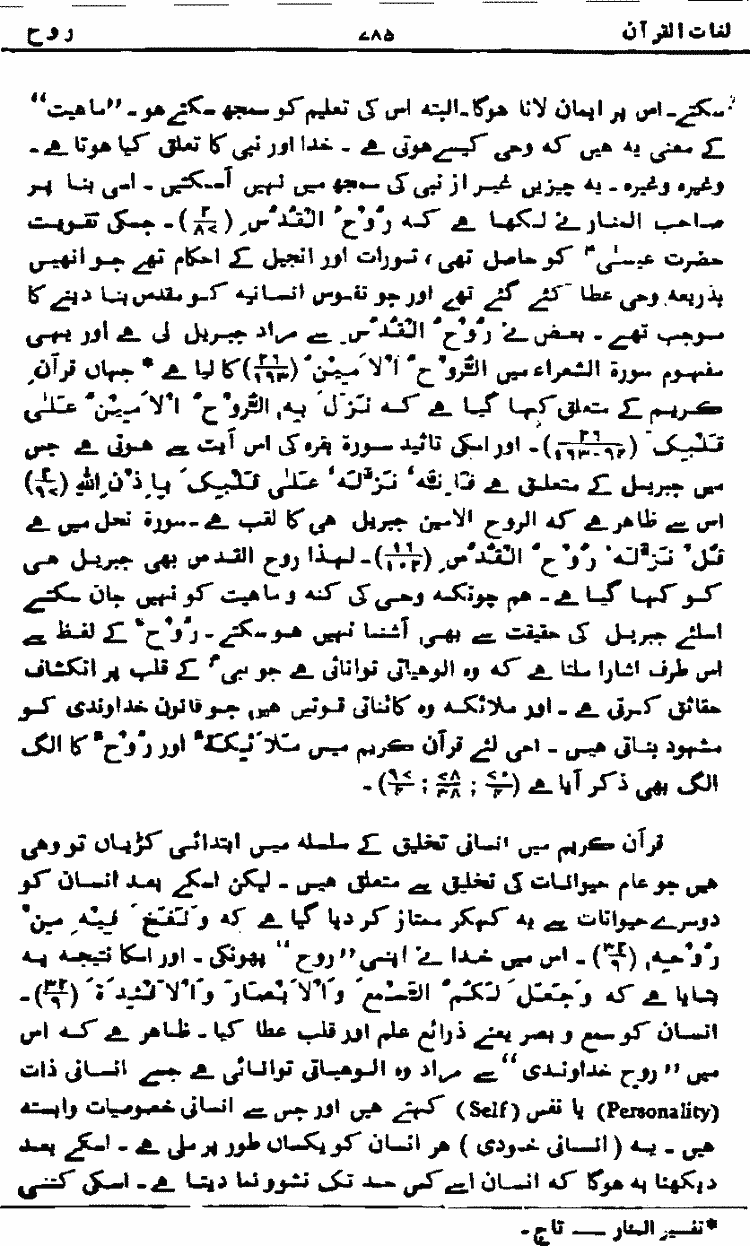 لغات القرآن ۷۸۵ روح
سکتے۔ اس پر ایمان لانا ہوگا۔ البتہ اس کی تعلیم کو سمجھ سکتے ہو۔ ”ماہیت“
کے معنی یہ ہیں کہ وحی کیسے ہوتی ہے ۔ خدا اور نبی کا تعلق کیا ہوتا ہے ۔
وغیرہ وغیرہ۔ یہ چیزیں غیر از نبی کی سمجھ میں نہیں آ سکتیں ۔ اسی بنا پر
صاحب المنار نے لکھا ہے کہ رُوْحُ الْقُدُسِ (۲/۸۷)۔ جسکی تقویت
حضرت عیسٰیؑ کو حاصل تھی، تورات اور انجیل کے احکام تھے جو انھیں
بذریعہ وحی عطا کئے گئے تھے اور جو نفوس انسانیہ کو مقدس بنا دینے کا
موجب تھے ۔ بعض نے رُوْحُ الْقُدُسِ سے مراد جبریل لی ہے اور یہی
مفہوم سورۃ الشعراء میں الرُّوْحُ الْاَمِیْنُ (۲۶/۱۹۳) کا لیا ہے * جہاں قرآنِ
کریم کے متعلق کہا گیا ہے کہ نَزَلَ بِہِ الرُّوْحُ الْاَمِیْنُ عَلٰی
قَلْبِکَ (۲۶/۱۹۳-۹۴)۔ اور اسکی تائید سورۃ بقرہ کی اس آیت سے ہوتی ہے جس
میں جبریل کے متعلق ہے فَاِنَّہٗ نَزَّلَہٗ عَلٰی قَلْبِکَ بِاِذْنِ اللّٰہِ (۲/۹۷)
اس سے ظاہر ہے کہ الروح الامین جبریل ہی کا لقب ہے ۔ سورۃ نحل میں ہے
قُلْ نَزَّلَہٗ رُوْحُ الْقُدُسِ (۱۶/۱۰۲)۔ لہذا روح القدس بھی جبریل ہی
کو کہا گیا ہے ۔ ہم چونکہ وحی کی کنہ و ماہیت کو نہیں جان سکتے
اسلئے جبریل کی حقیقت سے بھی آشنا نہیں ہو سکتے ۔ رُوْحٌ کے لفظ سے
اس طرف اشارا ملتا ہے کہ وہ الوہیاتی توانائی ہے جو نبیؐ کے قلب پر انکشاف
حقائق کرتی ہے ۔ اور ملائکہ وہ کائناتی قوتیں ہیں جو قانون خداوندی کو
مشہود بناتی ہیں ۔ اسی لئے قرآن کریم میں مَلَائِکَۃٌ اور رُوْحٌ کا الگ
الگ بھی ذکر آیا ہے (۷۰/۴ ; ۷۸/۳۸ ; ۹۷/۴)۔
قرآن کریم میں انسانی تخلیق کے سلسلہ میں ابتدائی کڑیاں تو وہی
ہیں جو عام حیوانات کی تخلیق سے متعلق ہیں ۔ لیکن اسکے بعد انسان کو
دوسرے حیوانات سے یہ کہکر ممتاز کر دیا گیا ہے کہ وَنَفَخَ فِیْہِ مِنْ
رُّوْحِہٖ (۳۲/۹)۔ اس میں خدا نے اپنی ”روح“ پھونکی ۔ اور اسکا نتیجہ یہ
بتایا ہے کہ وَجَعَلَ لَکُمُ السَّمْعَ وَالْاَبْصَارَ وَالْاَفْئِدَۃَ (۳۲/۹)۔
انسان کو سمع و بصر یعنے ذرائع علم اور قلب عطا کیا ۔ ظاہر ہے کہ اس
میں ”روح خداوندی“ سے مراد وہ الوہیاتی توانائی ہے جسے انسانی ذات
(Personality) یا نفس (Self) کہتے ہیں اور جس سے انسانی خصوصیات وابستہ
ہیں ۔ یہ (انسانی خودی) ہر انسان کو یکساں طور پر ملی ہے ۔ اسکے بعد
دیکھنا یہ ہوگا کہ انسان اسے کس حد تک نشوو نما دیتا ہے ۔ اسکی کتنی
*تفسیر المنار — تاج۔